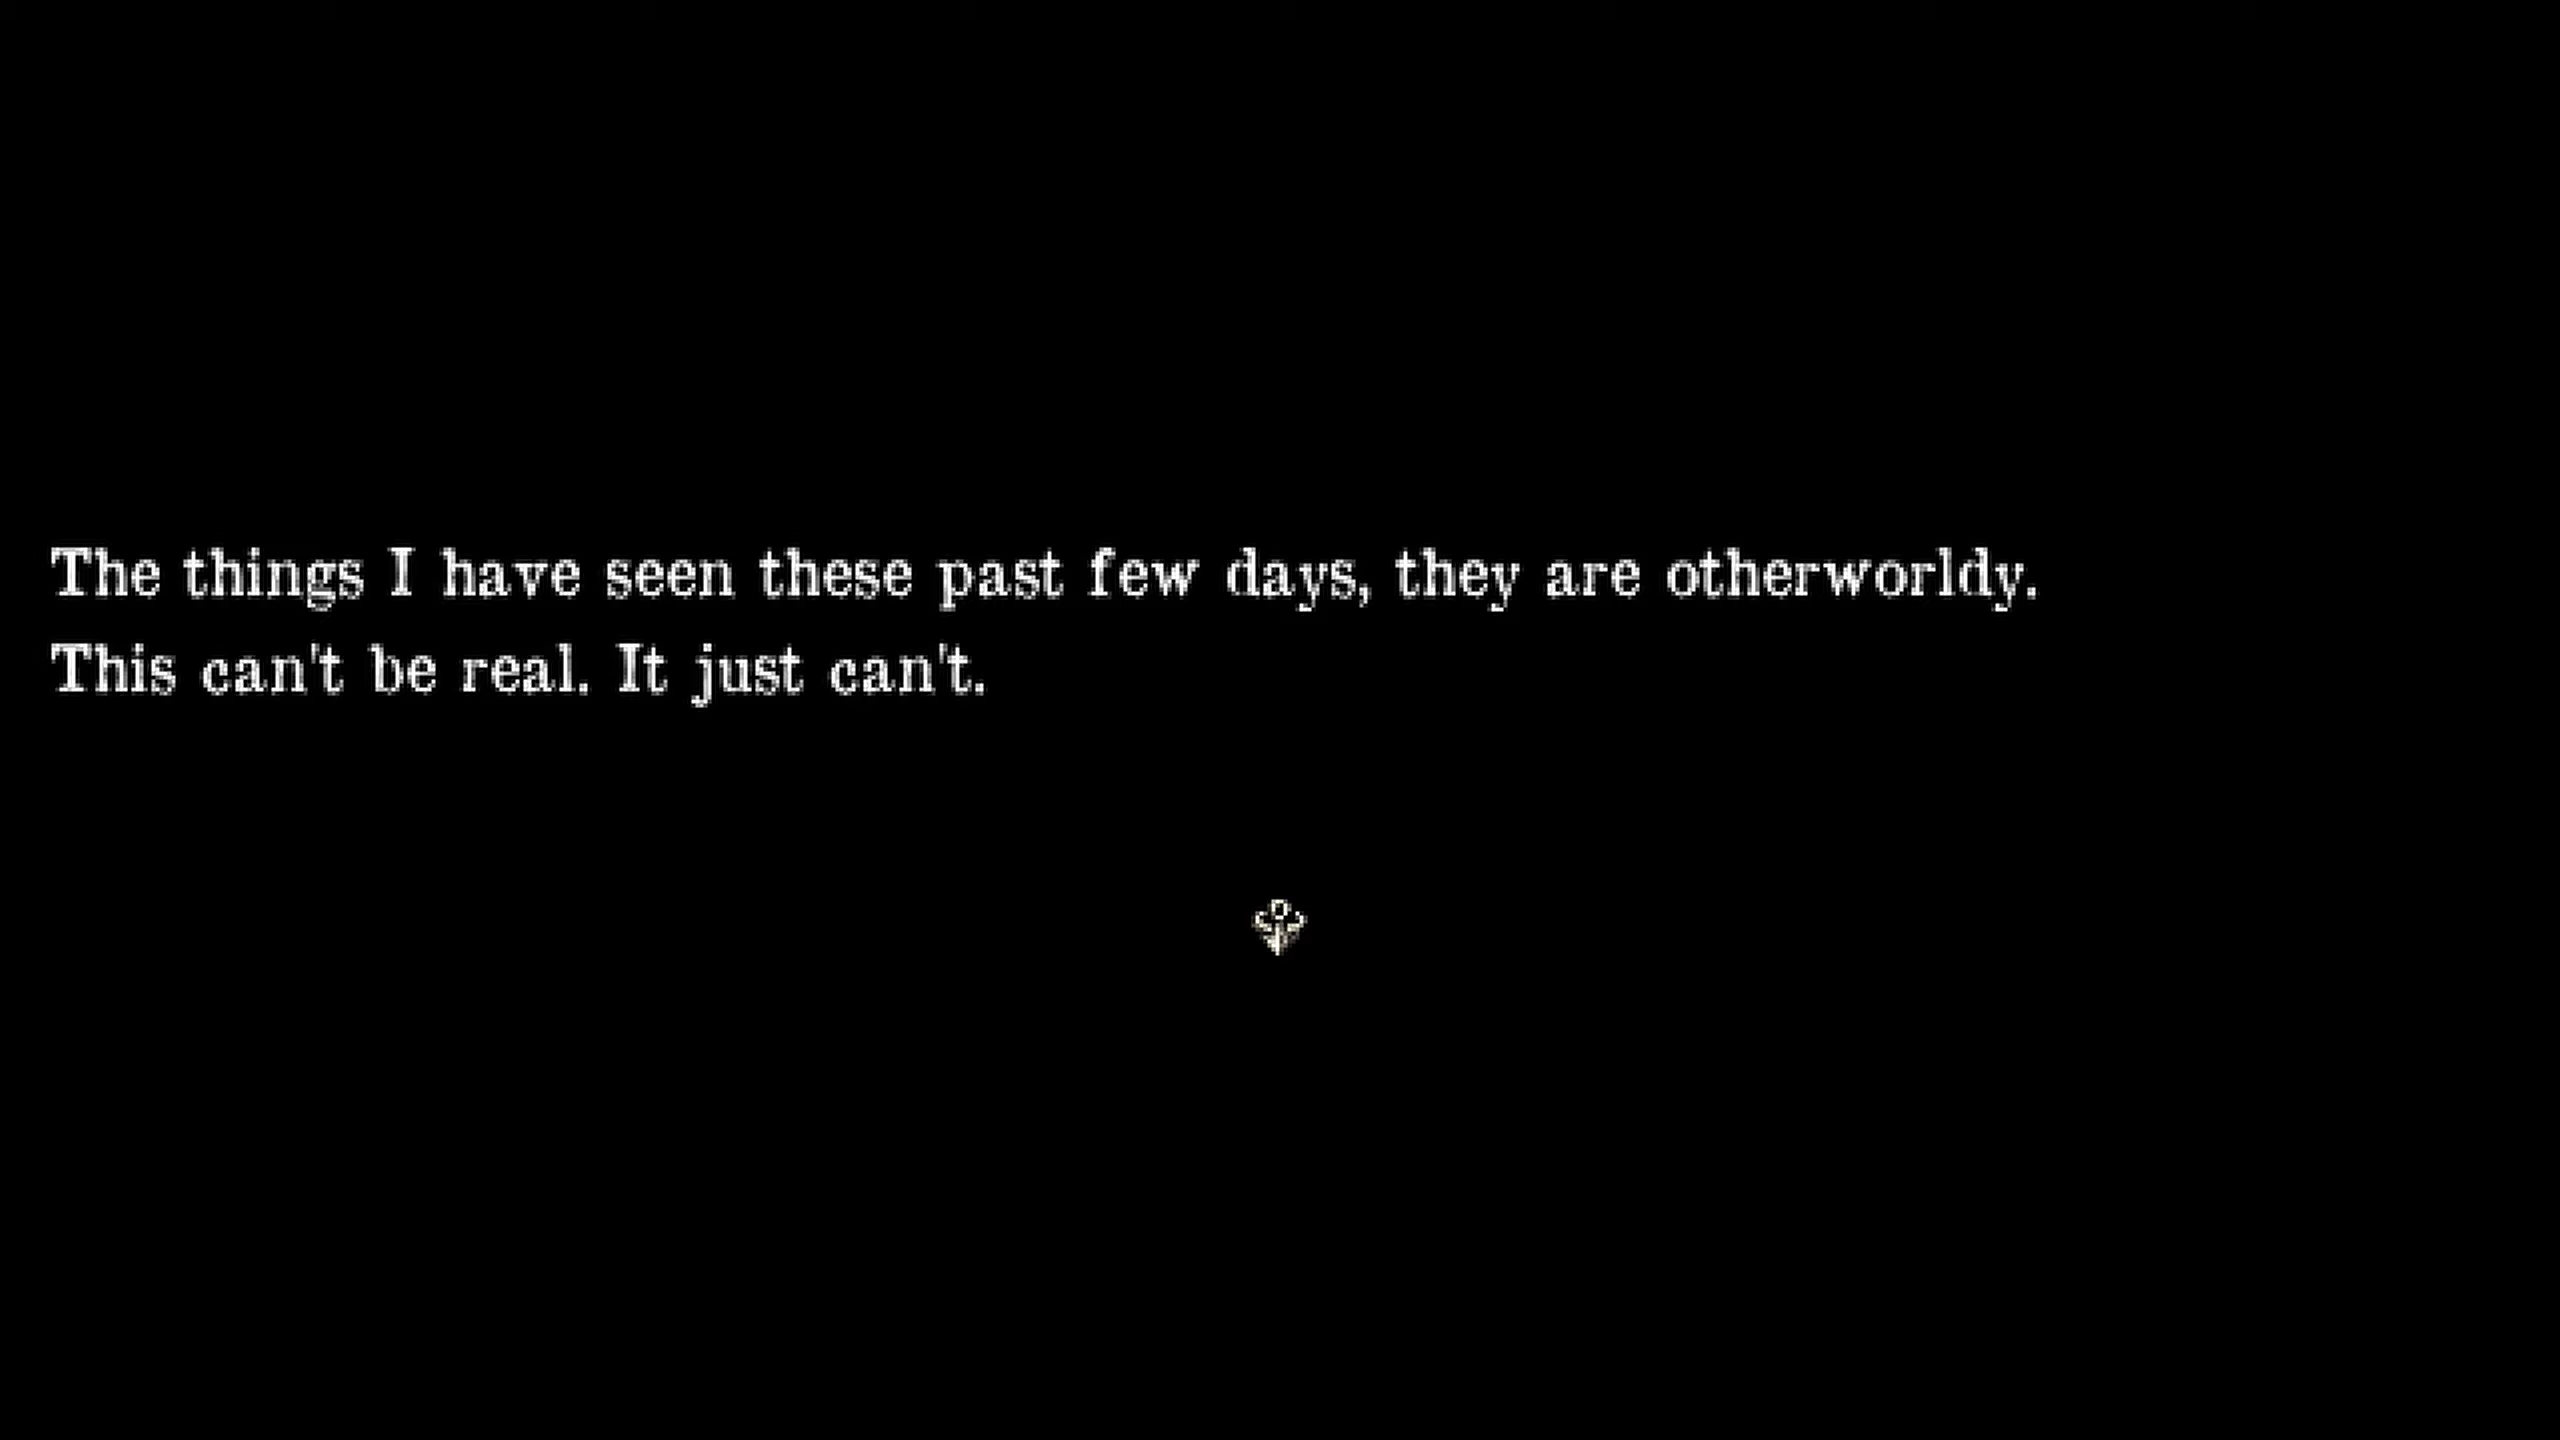 The things I have seen these past few days, they are otherworldy.
This can't be real. It just can't.